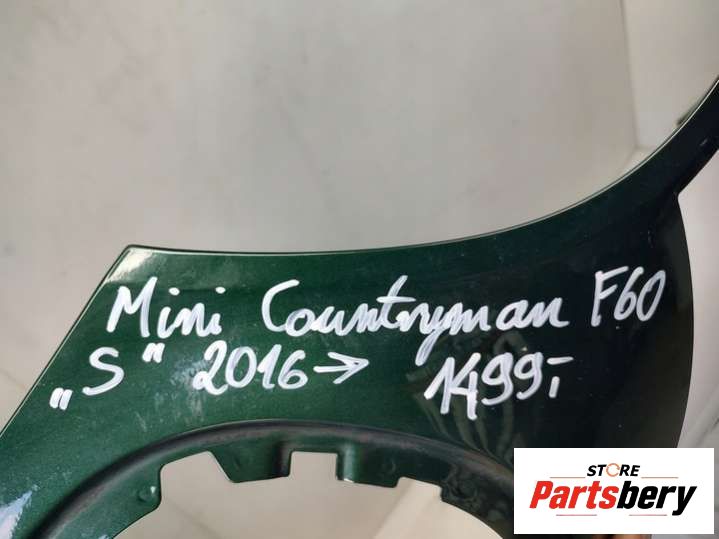 Mini Countryman F60
„S" 2016→ 1499,-
STORE
Partsbery